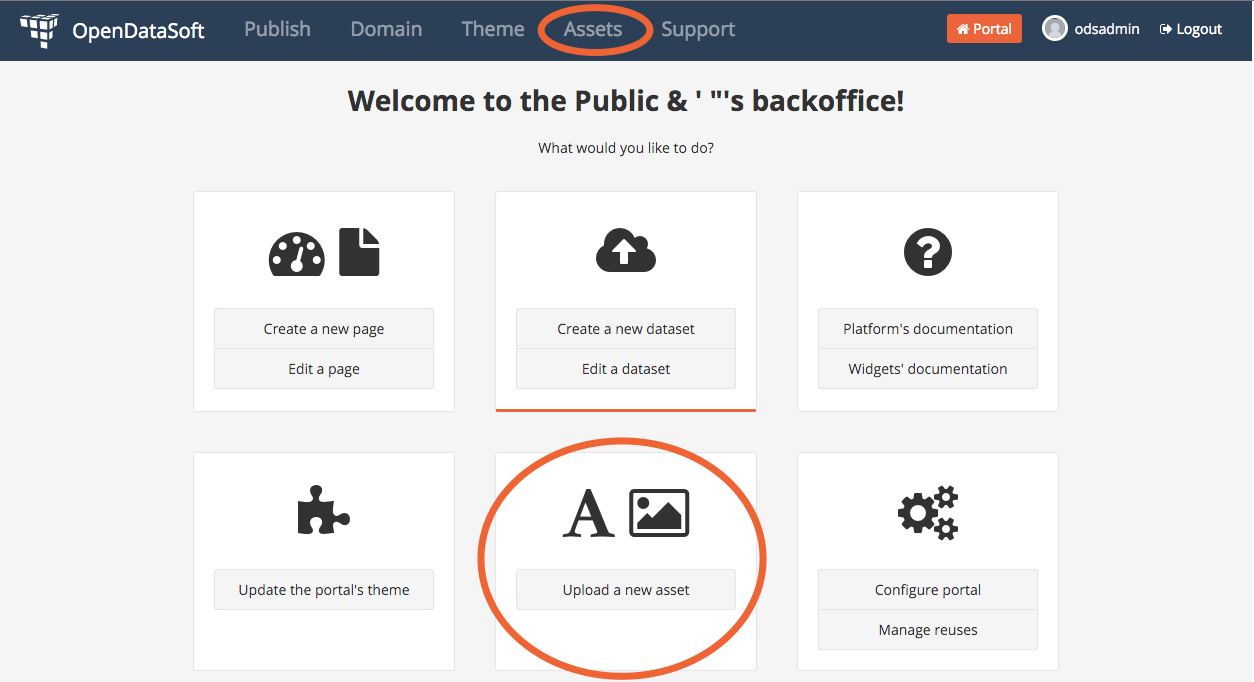 OpenDataSoft Publish Domain Theme Assets Support Portal odsadmin Logout
Welcome to the Public & ' "'s backoffice!
What would you like to do?
Create a new page
Edit a page
Create a new dataset
Edit a dataset
Platform's documentation
Widgets' documentation
Update the portal's theme
A
Upload a new asset
Configure portal
Manage reuses